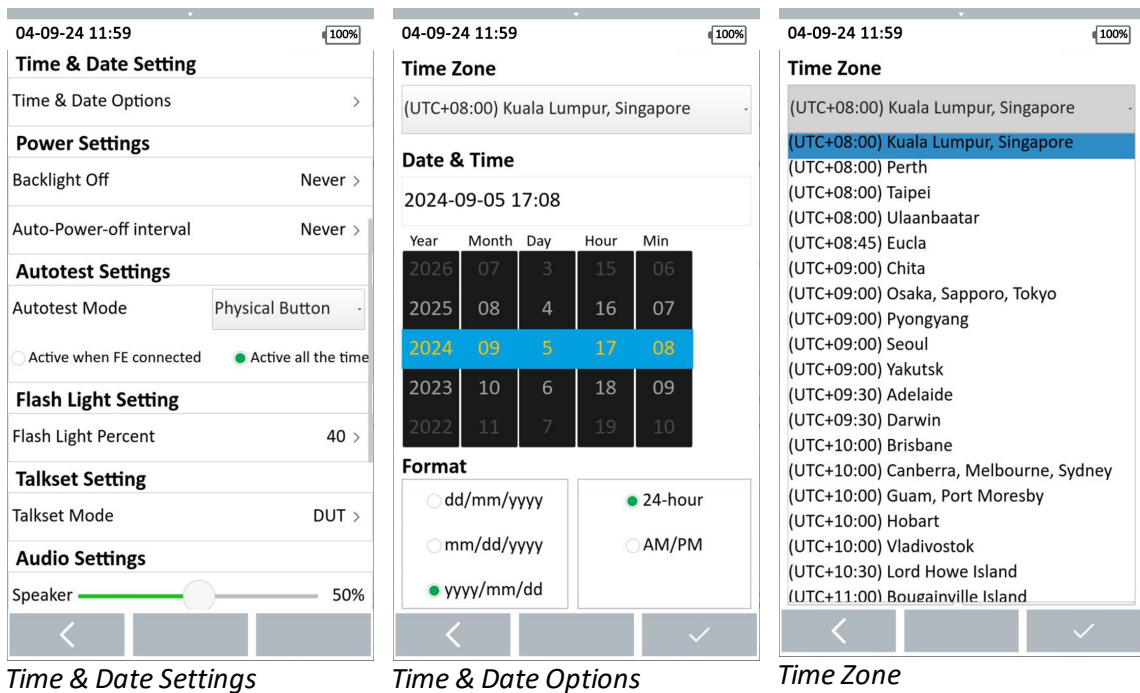 04-09-24 11:59
100%
Time & Date Setting
Time & Date Options >
Power Settings
Backlight Off Never >
Auto-Power-off interval Never >
Autotest Settings
Autotest Mode Physical Button
Active when FE connected Active all the time
Flash Light Setting
Flash Light Percent 40 >
Talkset Setting
Talkset Mode DUT >
Audio Settings
Speaker 50%
Time & Date Settings
04-09-24 11:59
100%
Time Zone
(UTC+08:00) Kuala Lumpur, Singapore
Date & Time
2024-09-05 17:08
Year Month Day Hour Min
2026 07 3 15 06
2025 08 4 16 07
2024 09 5 17 08
2023 10 6 18 09
2022 11 7 19 10
Format
dd/mm/yyyy 24-hour
mm/dd/yyyy AM/PM
yyyy/mm/dd
Time & Date Options
04-09-24 11:59
100%
Time Zone
(UTC+08:00) Kuala Lumpur, Singapore
(UTC+08:00) Kuala Lumpur, Singapore
(UTC+08:00) Perth
(UTC+08:00) Taipei
(UTC+08:00) Ulaanbaatar
(UTC+08:45) Eucla
(UTC+09:00) Chita
(UTC+09:00) Osaka, Sapporo, Tokyo
(UTC+09:00) Pyongyang
(UTC+09:00) Seoul
(UTC+09:00) Yakutsk
(UTC+09:30) Adelaide
(UTC+09:30) Darwin
(UTC+10:00) Brisbane
(UTC+10:00) Canberra, Melbourne, Sydney
(UTC+10:00) Guam, Port Moresby
(UTC+10:00) Hobart
(UTC+10:00) Vladivostok
(UTC+10:30) Lord Howe Island
(UTC+11:00) Bougainville Island
Time Zone